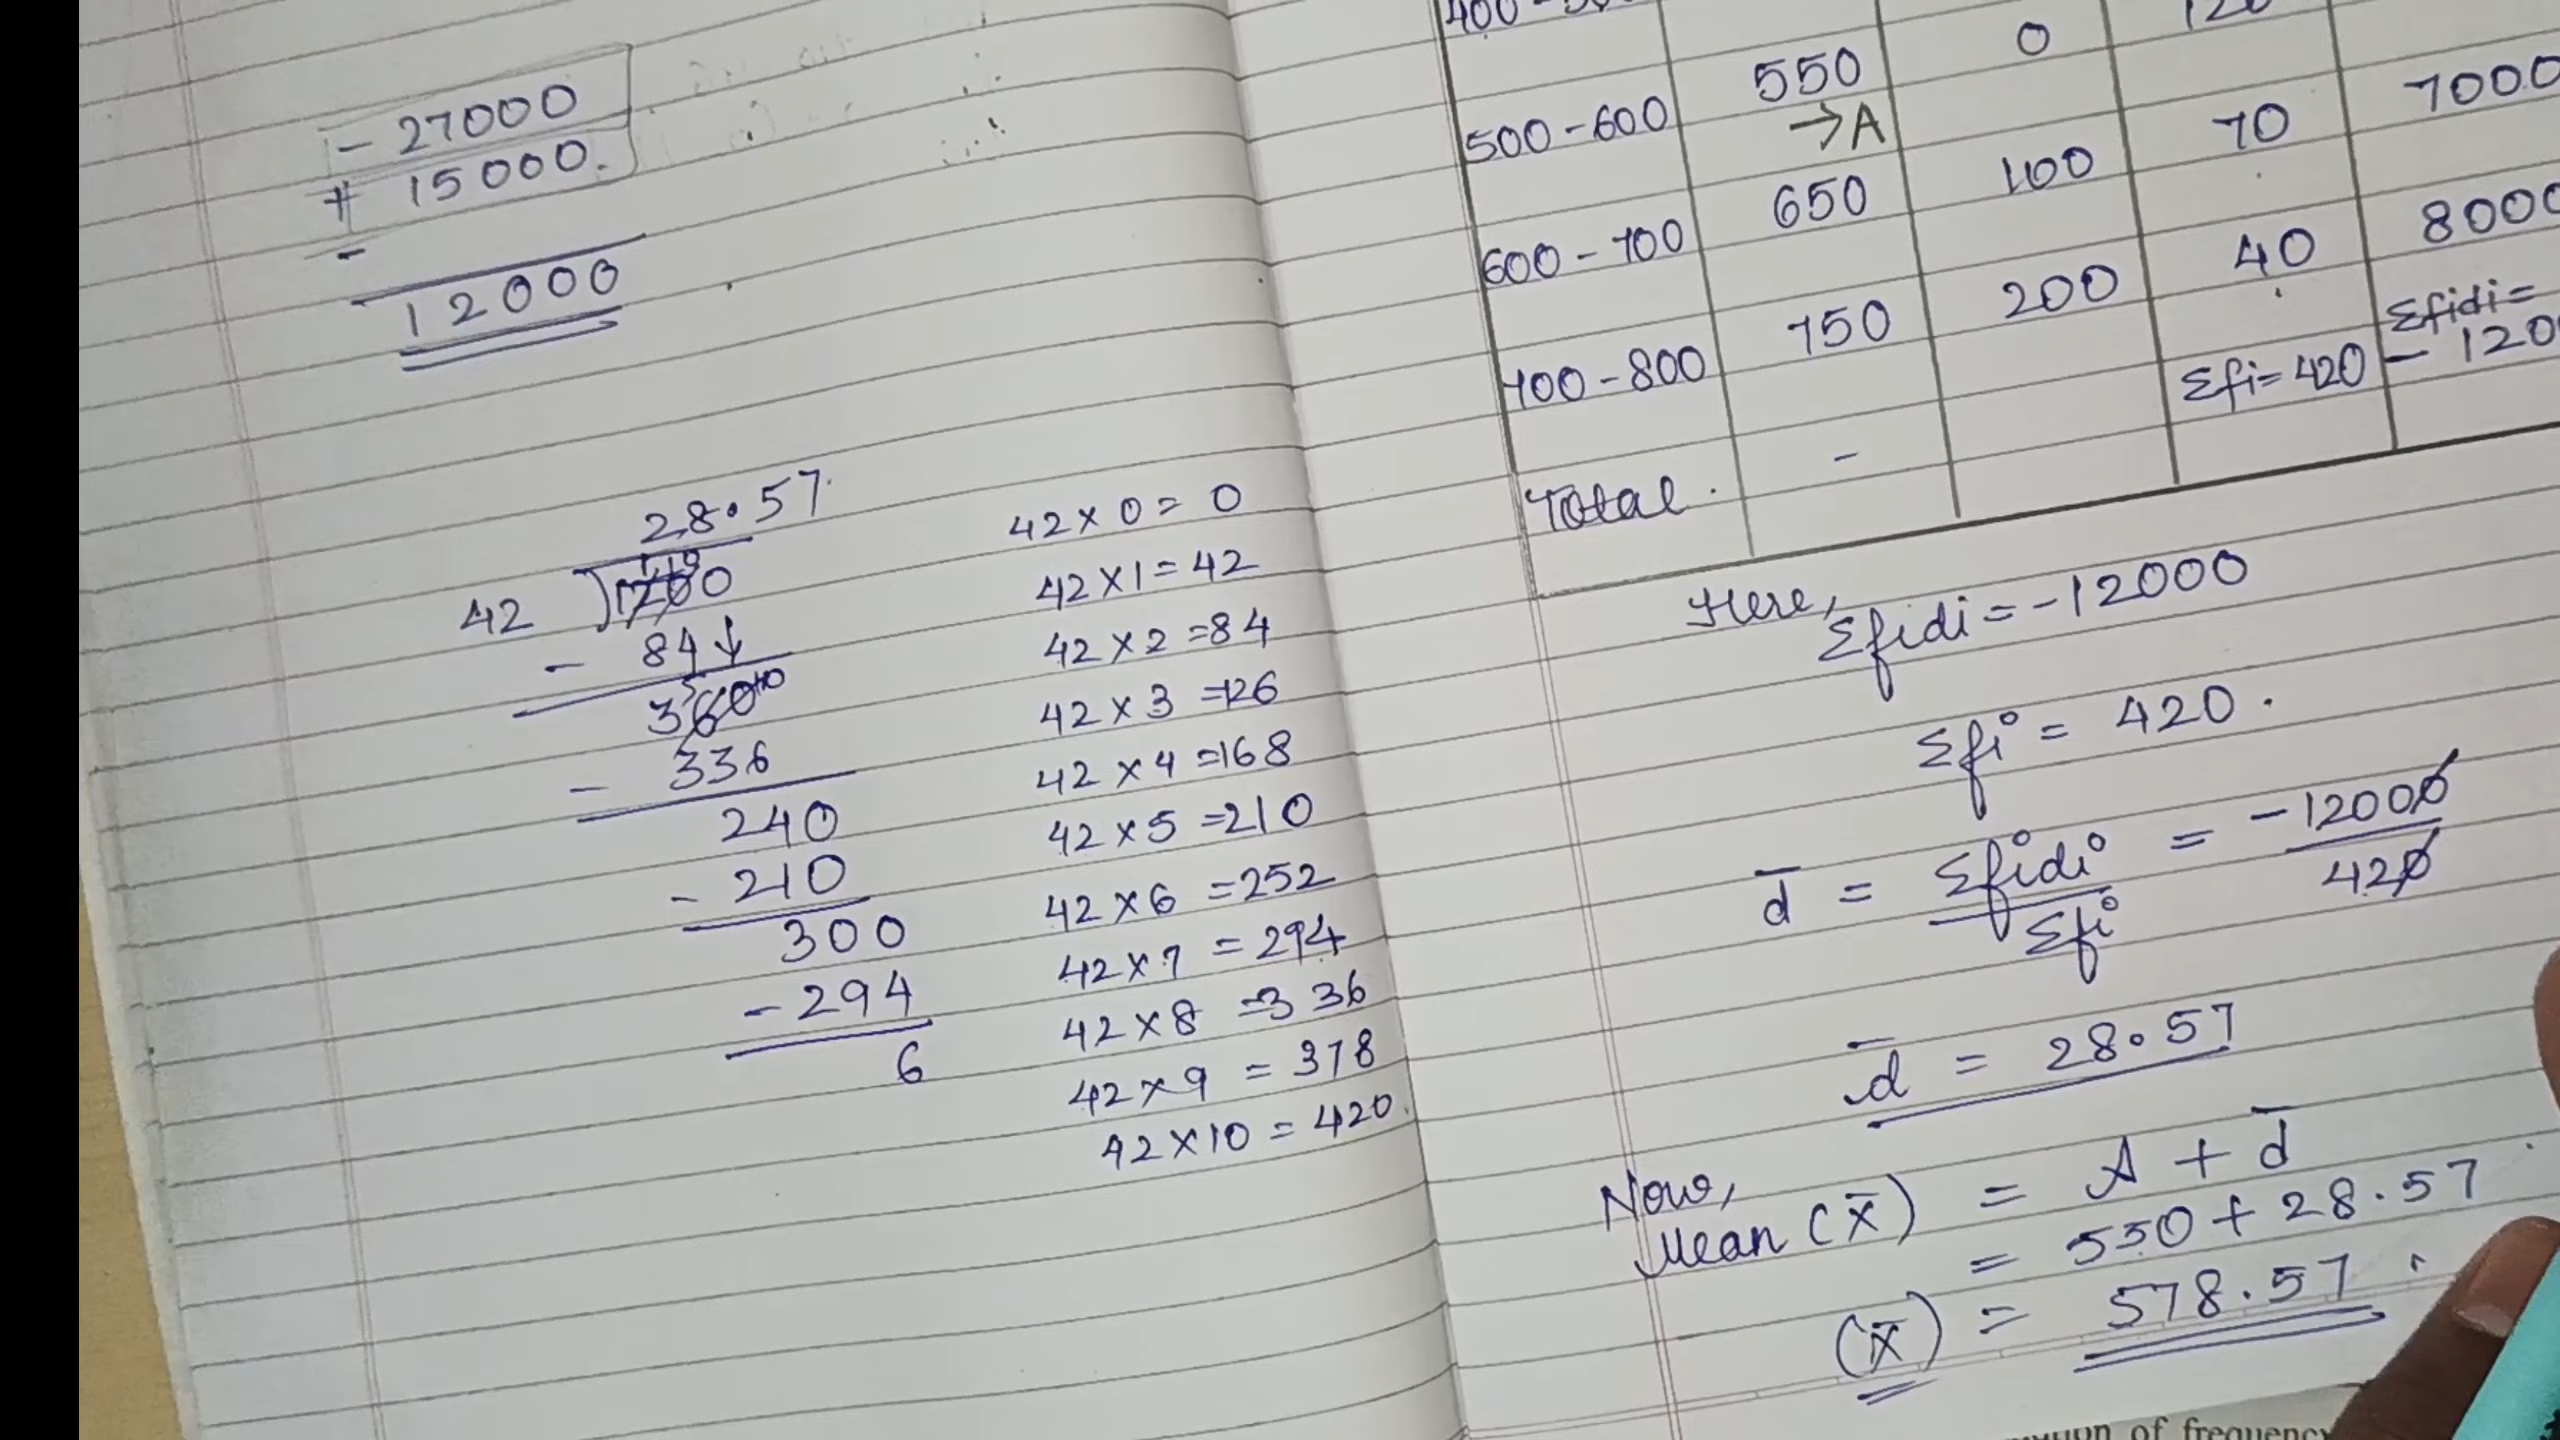 - 27000
+ 15000.
-
- 12000
28.57
42 )1200
- 84 ↓
360
- 336
240
- 210
300
- 294
6
42 x 0 = 0
42 x 1 = 42
42 x 2 = 84
42 x 3 = 126
42 x 4 = 168
42 x 5 = 210
42 x 6 = 252
42 x 7 = 294
42 x 8 = 336
42 x 9 = 378
42 x 10 = 420.
500-600 550 → A 0 120
600-700 650 100 70 7000
700-800 750 200 40 8000
Total. - Σfi = 420 Σfidi =
Here,
Σfidi = -12000
Σfi = 420.
d̄ = Σfidi / Σfi = -12000 / 420
d̄ = 28.57
Now,
Mean (x̄) = A + d̄
= 550 + 28.57
(x̄) = 578.57
of frequency